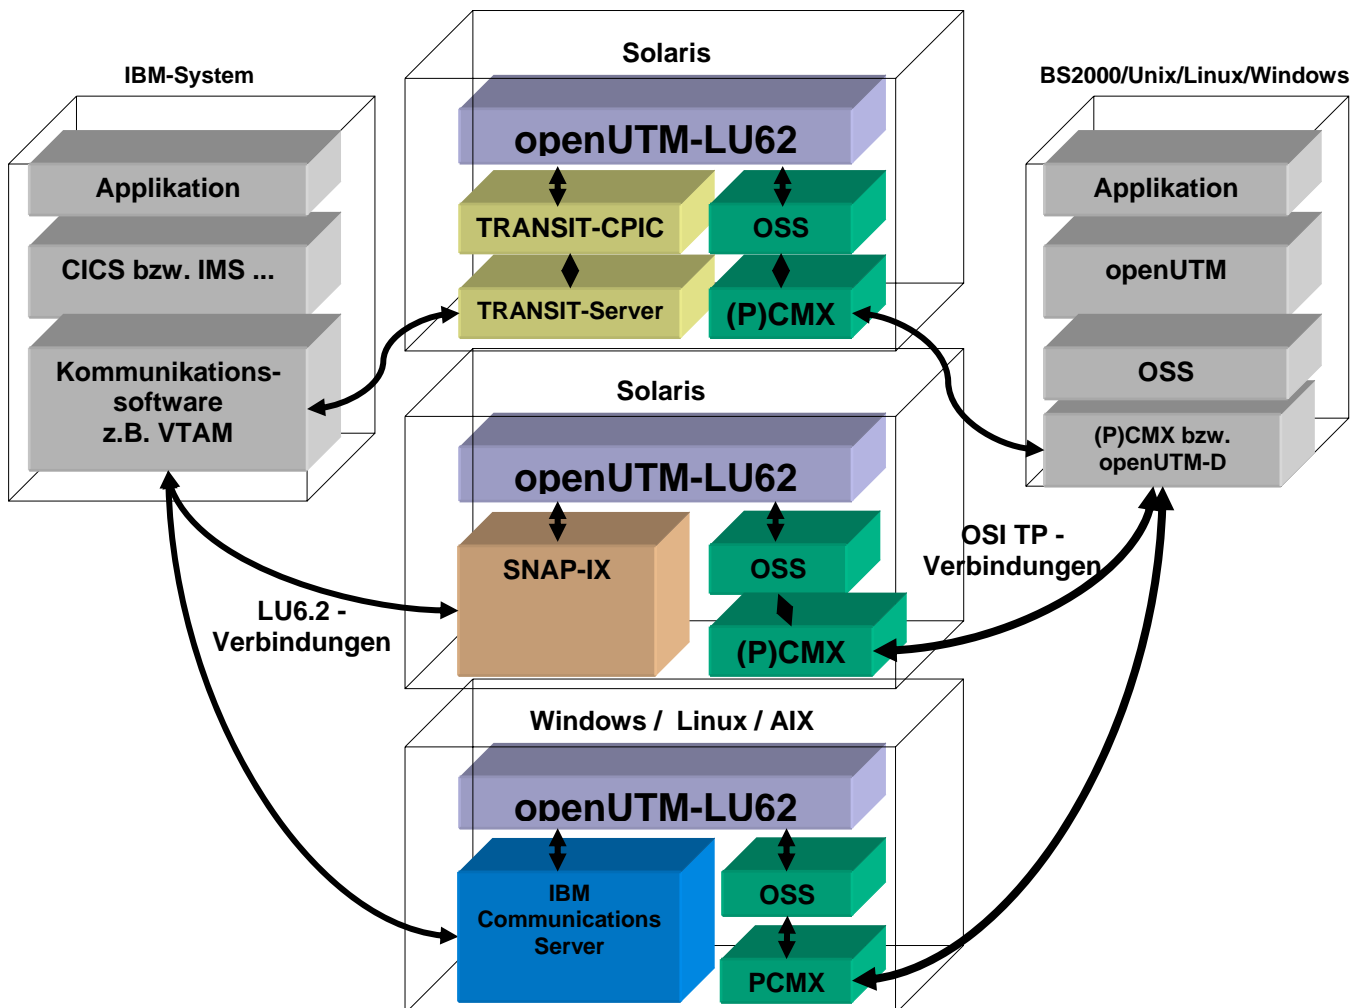 IBM-System
Applikation
CICS bzw. IMS ...
Kommunikations-
software
z.B. VTAM
Solaris
openUTM-LU62
TRANSIT-CPIC
OSS
TRANSIT-Server
(P)CMX
Solaris
openUTM-LU62
SNAP-IX
OSS
(P)CMX
LU6.2 -
Verbindungen
OSI TP -
Verbindungen
Windows / Linux / AIX
openUTM-LU62
IBM
Communications
Server
OSS
PCMX
BS2000/Unix/Linux/Windows
Applikation
openUTM
OSS
(P)CMX bzw.
openUTM-D